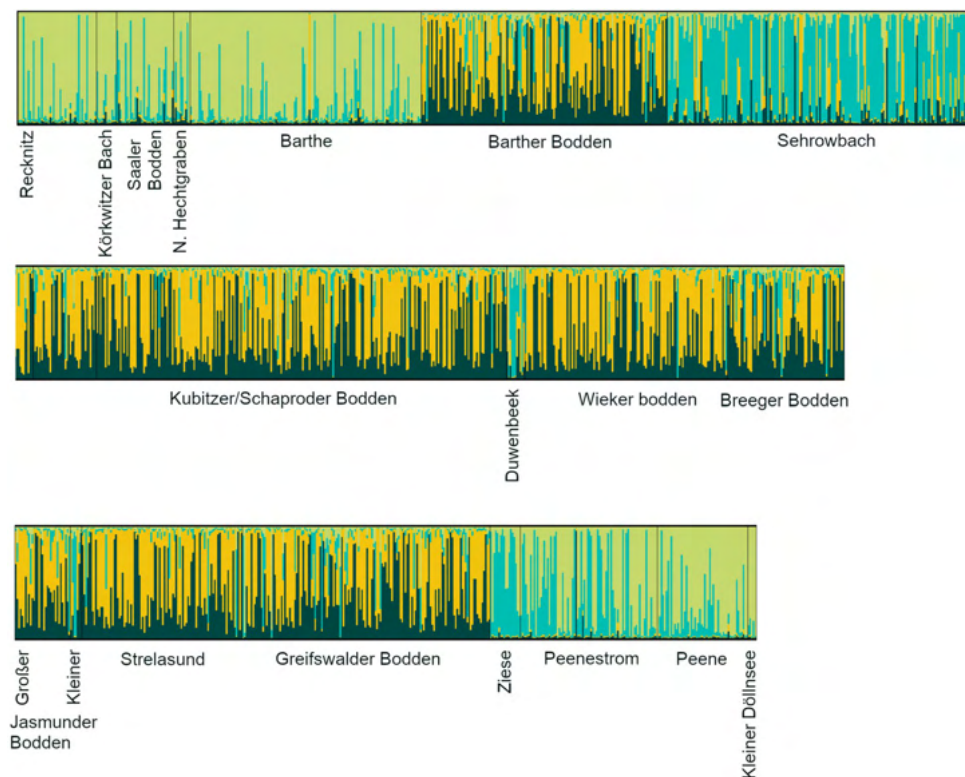 Recknitz
Körkwitzer Bach
Saaler
Bodden
N. Hechtgraben
Barthe
Barther Bodden
Sehrowbach
Kubitzer/Schaproder Bodden
Duwenbeek
Wieker bodden
Breeger Bodden
Großer
Kleiner
Jasmunder
Bodden
Strelasund
Greifswalder Bodden
Ziese
Peenestrom
Peene
Kleiner Döllnsee